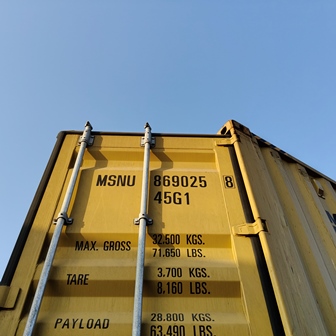 MSNU 869025 8
45G1
MAX. GROSS 32.500 KGS.
71.650 LBS.
TARE 3.700 KGS.
8.160 LBS.
PAYLOAD 28.800 KGS.
63.490 LBS.